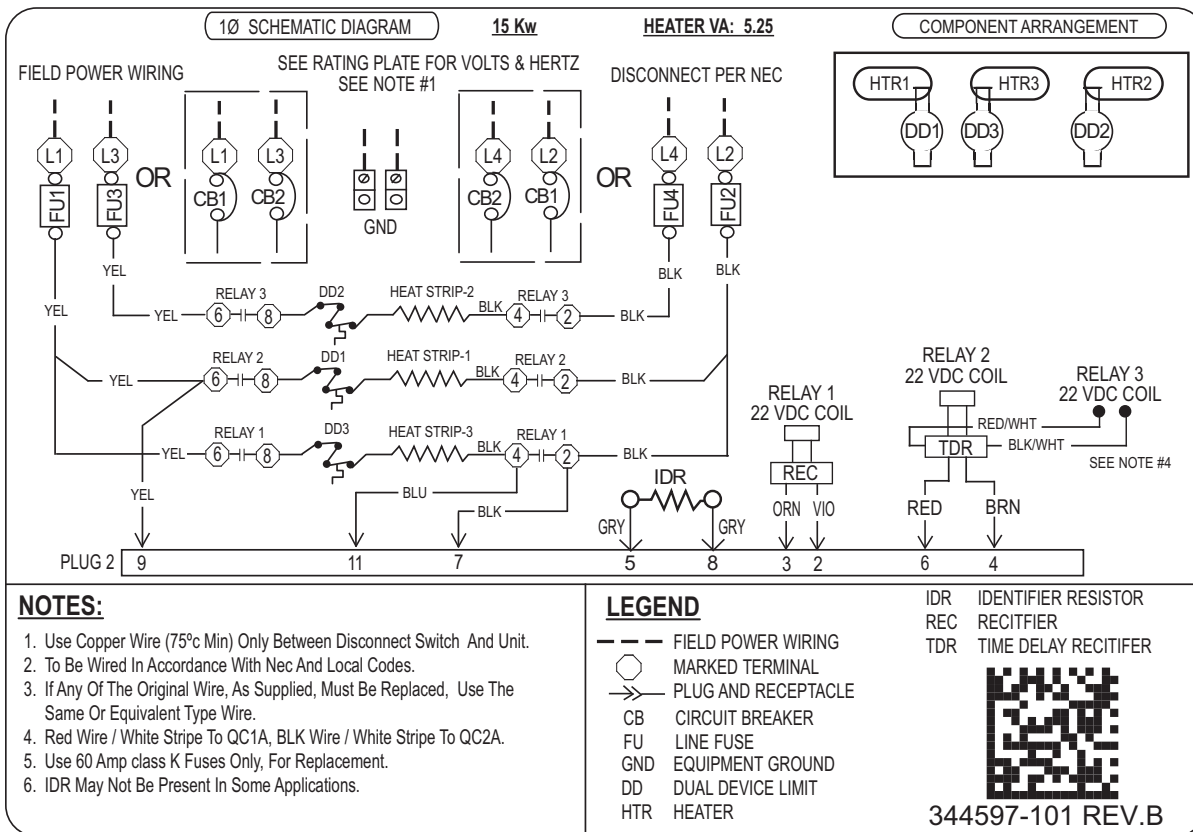 1Ø SCHEMATIC DIAGRAM
15 Kw
HEATER VA: 5.25
COMPONENT ARRANGEMENT
FIELD POWER WIRING
SEE RATING PLATE FOR VOLTS & HERTZ
SEE NOTE #1
DISCONNECT PER NEC
HTR1
HTR3
HTR2
DD1
DD3
DD2
L1
L3
OR
L1
L3
L4
L2
OR
L4
L2
FU1
FU3
CB1
CB2
GND
CB2
CB1
FU4
FU2
YEL
YEL
BLK
BLK
YEL
RELAY 3
6
8
DD2
HEAT STRIP-2
BLK
RELAY 3
4
2
BLK
YEL
RELAY 2
6
8
DD1
HEAT STRIP-1
BLK
RELAY 2
4
2
BLK
YEL
RELAY 1
6
8
DD3
HEAT STRIP-3
BLK
RELAY 1
4
2
BLK
RELAY 1
22 VDC COIL
REC
ORN
VIO
RELAY 2
22 VDC COIL
RELAY 3
22 VDC COIL
RED/WHT
TDR
BLK/WHT
SEE NOTE #4
RED
BRN
YEL
BLU
BLK
IDR
GRY
GRY
PLUG 2
9
11
7
5
8
3
2
6
4
NOTES:
1. Use Copper Wire (75ºc Min) Only Between Disconnect Switch And Unit.
2. To Be Wired In Accordance With Nec And Local Codes.
3. If Any Of The Original Wire, As Supplied, Must Be Replaced, Use The
Same Or Equivalent Type Wire.
4. Red Wire / White Stripe To QC1A, BLK Wire / White Stripe To QC2A.
5. Use 60 Amp class K Fuses Only, For Replacement.
6. IDR May Not Be Present In Some Applications.
LEGEND
FIELD POWER WIRING
MARKED TERMINAL
PLUG AND RECEPTACLE
CB CIRCUIT BREAKER
FU LINE FUSE
GND EQUIPMENT GROUND
DD DUAL DEVICE LIMIT
HTR HEATER
IDR IDENTIFIER RESISTOR
REC RECITFIER
TDR TIME DELAY RECITIFER
344597-101 REV.B